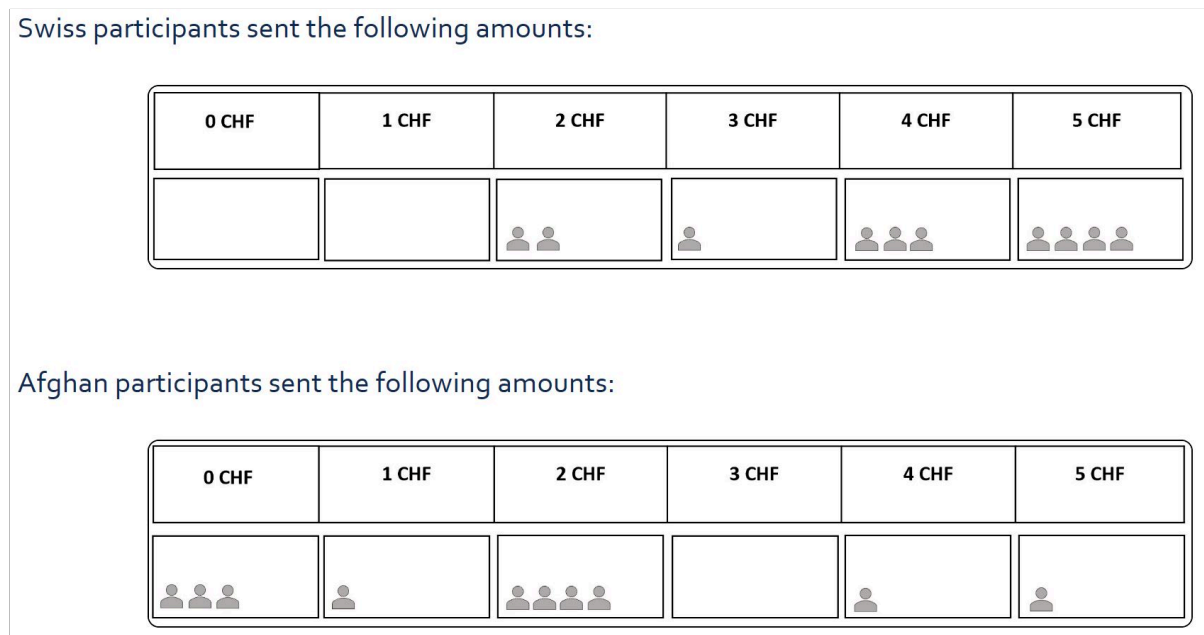 Swiss participants sent the following amounts:
0 CHF 1 CHF 2 CHF 3 CHF 4 CHF 5 CHF
Afghan participants sent the following amounts:
0 CHF 1 CHF 2 CHF 3 CHF 4 CHF 5 CHF